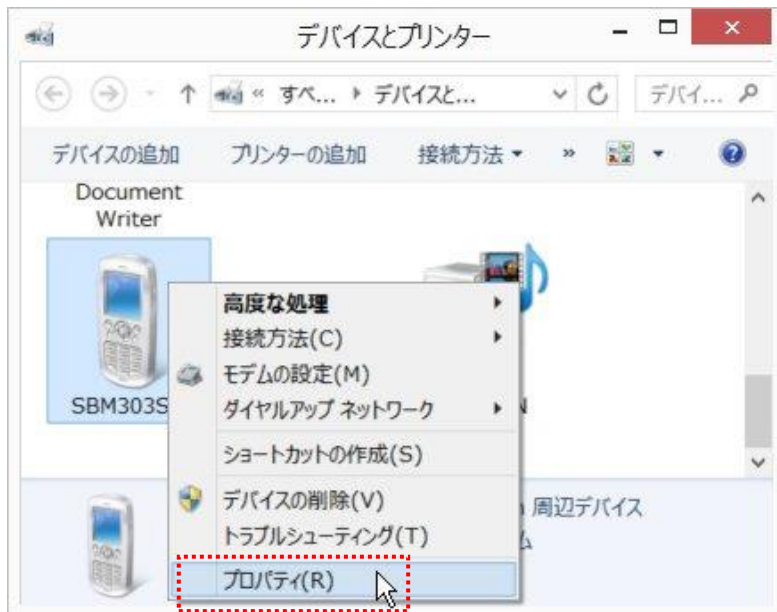 デバイスとプリンター
« すべ... デバイスと...
デバイ...
デバイスの追加 プリンターの追加 接続方法 »
Document
Writer
SBM303S
高度な処理
接続方法(C)
モデムの設定(M)
ダイヤルアップ ネットワーク
ショートカットの作成(S)
デバイスの削除(V)
周辺デバイス
トラブルシューティング(T)
プロパティ(R)